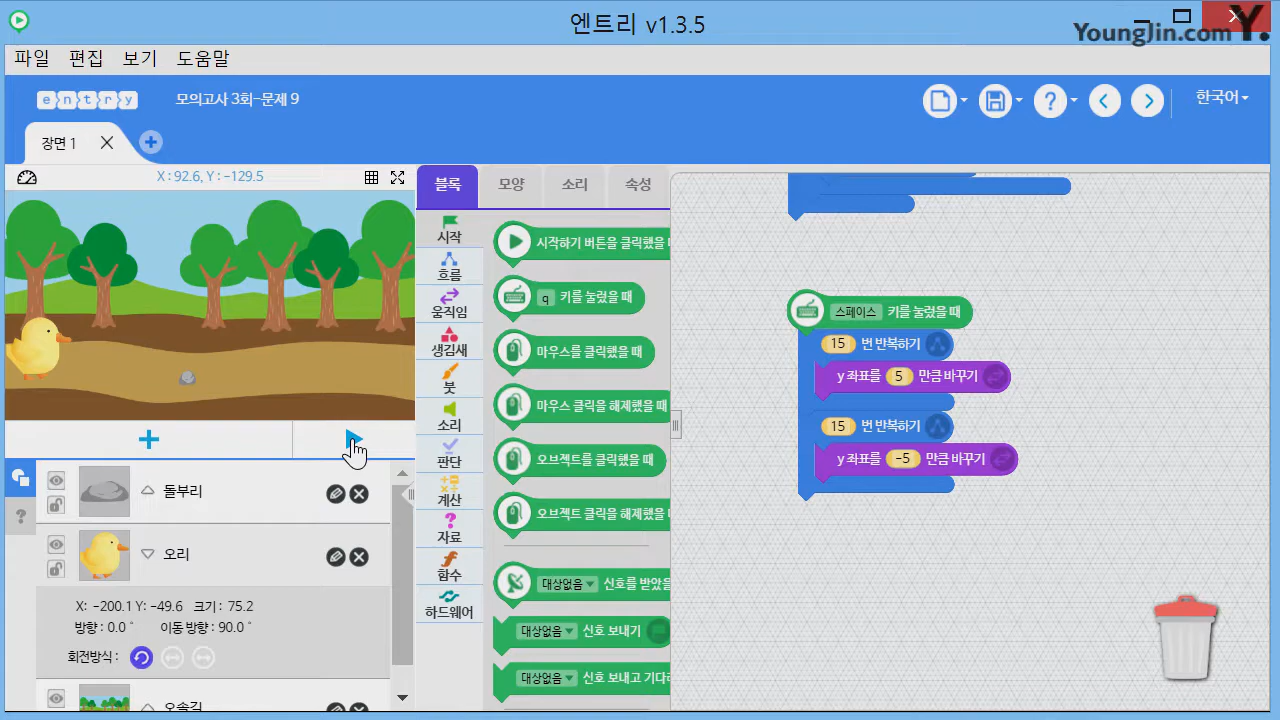 엔트리 v1.3.5
YoungJin.com Y.
파일 편집 보기 도움말
entry
모의고사 3회-문제 9
한국어
장면 1
X : 92.6, Y : -129.5
블록 모양 소리 속성
시작
흐름
움직임
생김새
붓
소리
판단
계산
자료
함수
하드웨어
시작하기 버튼을 클릭했을 때
q 키를 눌렀을 때
마우스를 클릭했을 때
마우스 클릭을 해제했을 때
오브젝트를 클릭했을 때
오브젝트 클릭을 해제했을 때
대상없음 신호를 받았을
대상없음 신호 보내기
대상없음 신호 보내고 기다리
스페이스 키를 눌렀을 때
15 번 반복하기
y 좌표를 5 만큼 바꾸기
15 번 반복하기
y 좌표를 -5 만큼 바꾸기
돌부리
오리
X: -200.1 Y: -49.6 크기 : 75.2
방향 : 0.0 ° 이동 방향 : 90.0 °
회전방식 :
오솔길